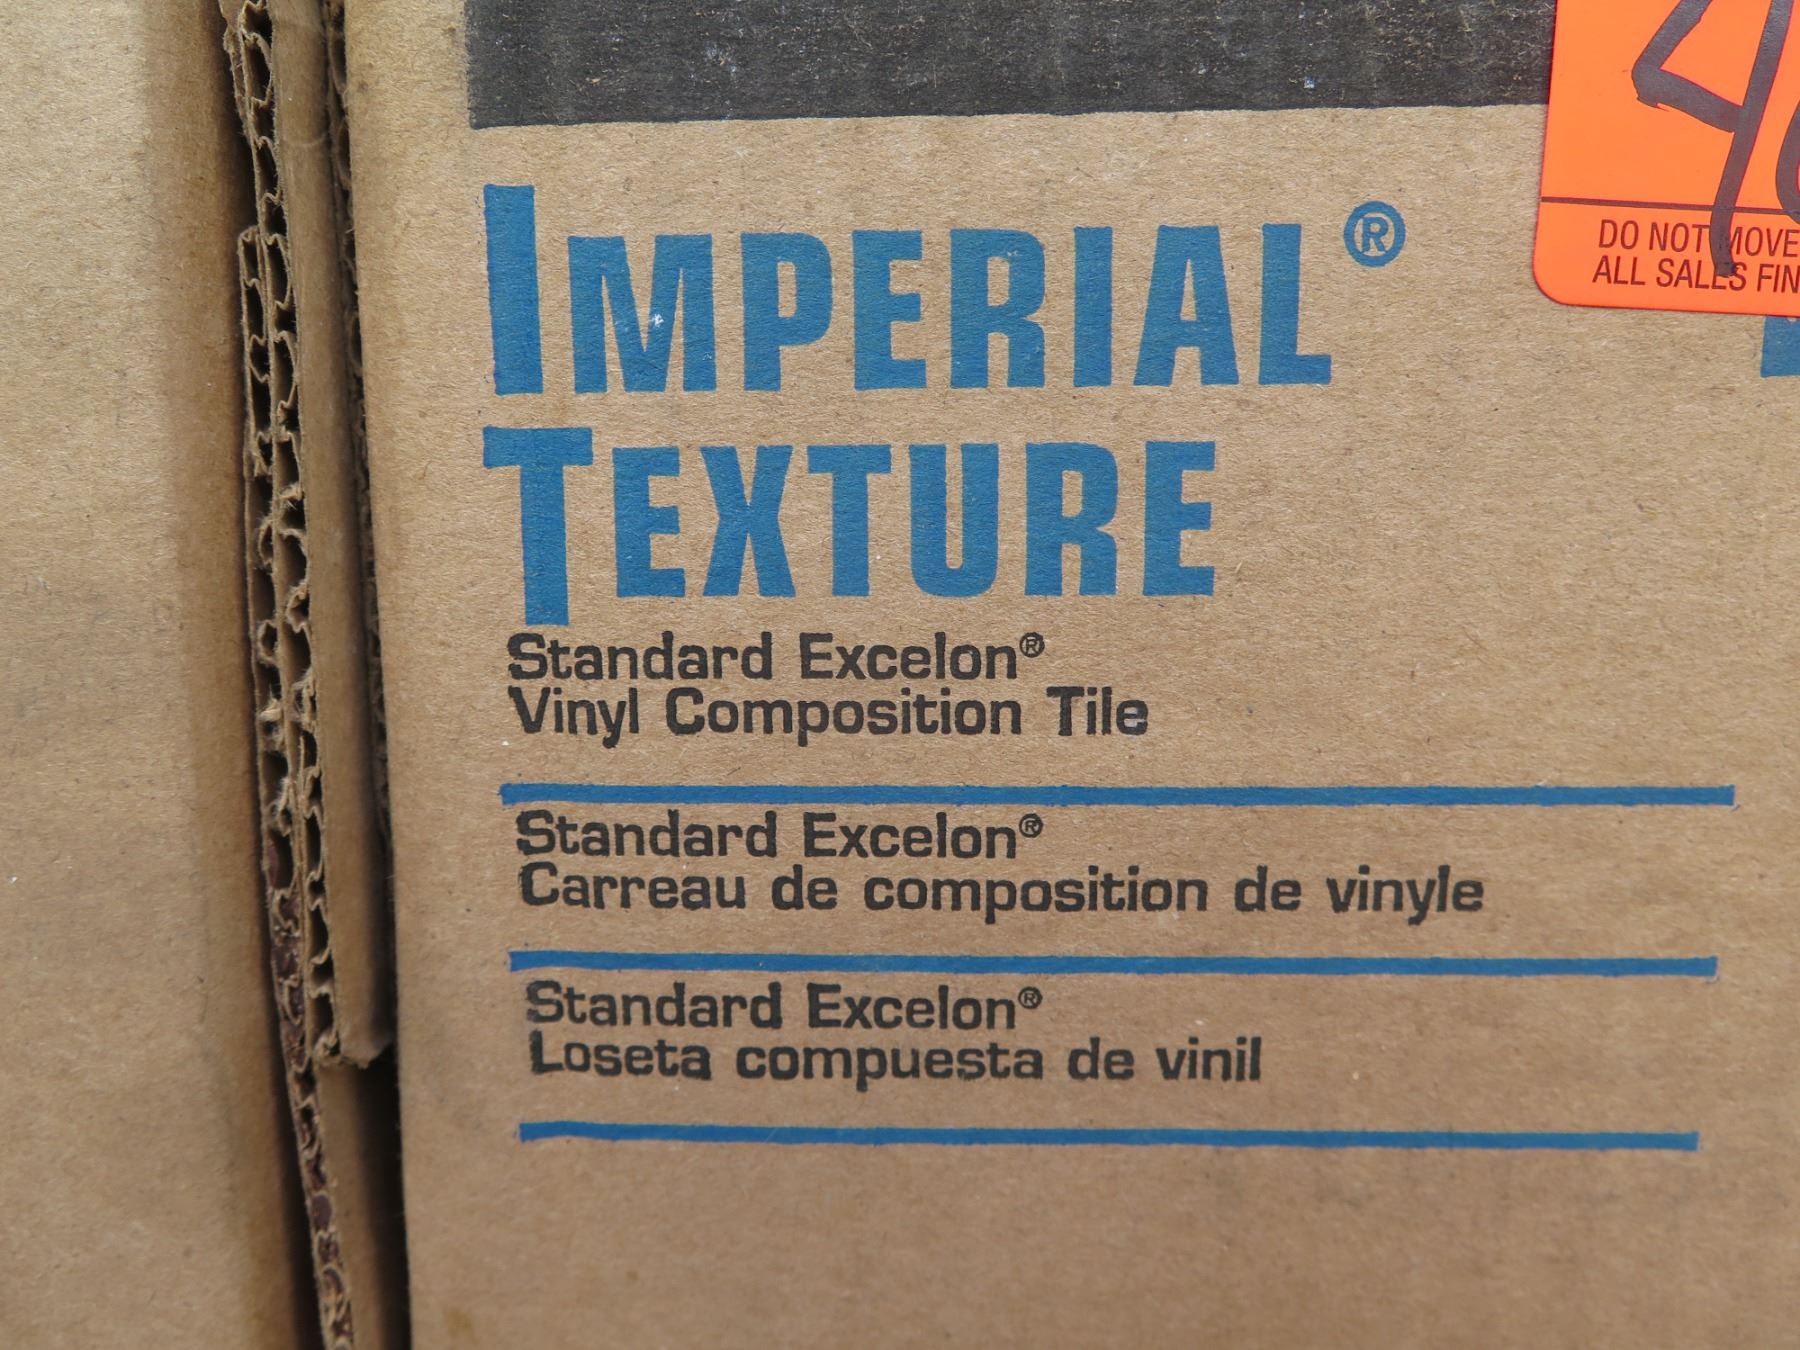 IMPERIAL®
TEXTURE
Standard Excelon®
Vinyl Composition Tile
Standard Excelon®
Carreau de composition de vinyle
Standard Excelon®
Loseta compuesta de vinil
DO NOT MOVE
ALL SALES